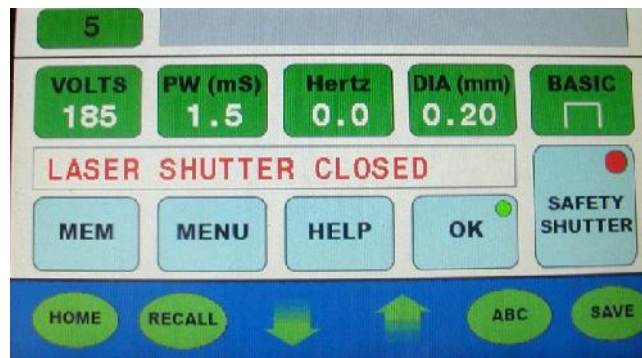 5
VOLTS PW (mS) Hertz DIA (mm) BASIC
185 1.5 0.0 0.20
LASER SHUTTER CLOSED
MEM MENU HELP OK SAFETY SHUTTER
HOME RECALL ABC SAVE